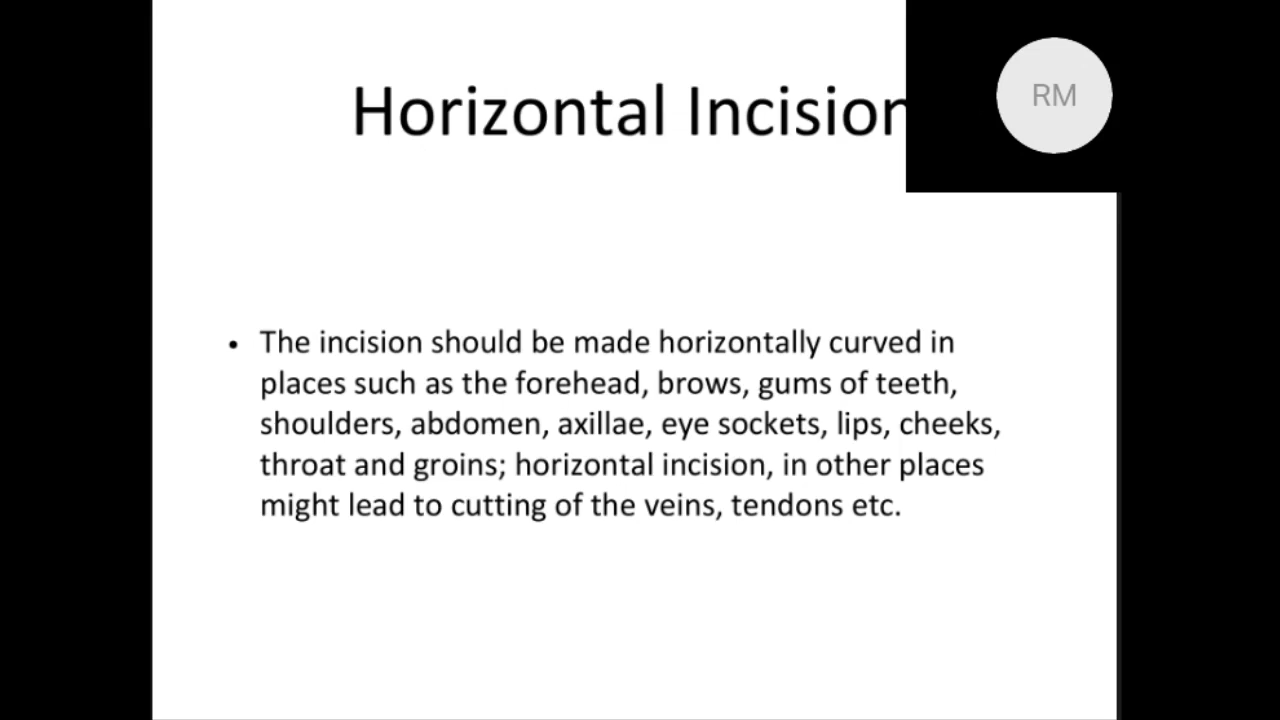 Horizontal Incision
RM
• The incision should be made horizontally curved in
places such as the forehead, brows, gums of teeth,
shoulders, abdomen, axillae, eye sockets, lips, cheeks,
throat and groins; horizontal incision, in other places
might lead to cutting of the veins, tendons etc.